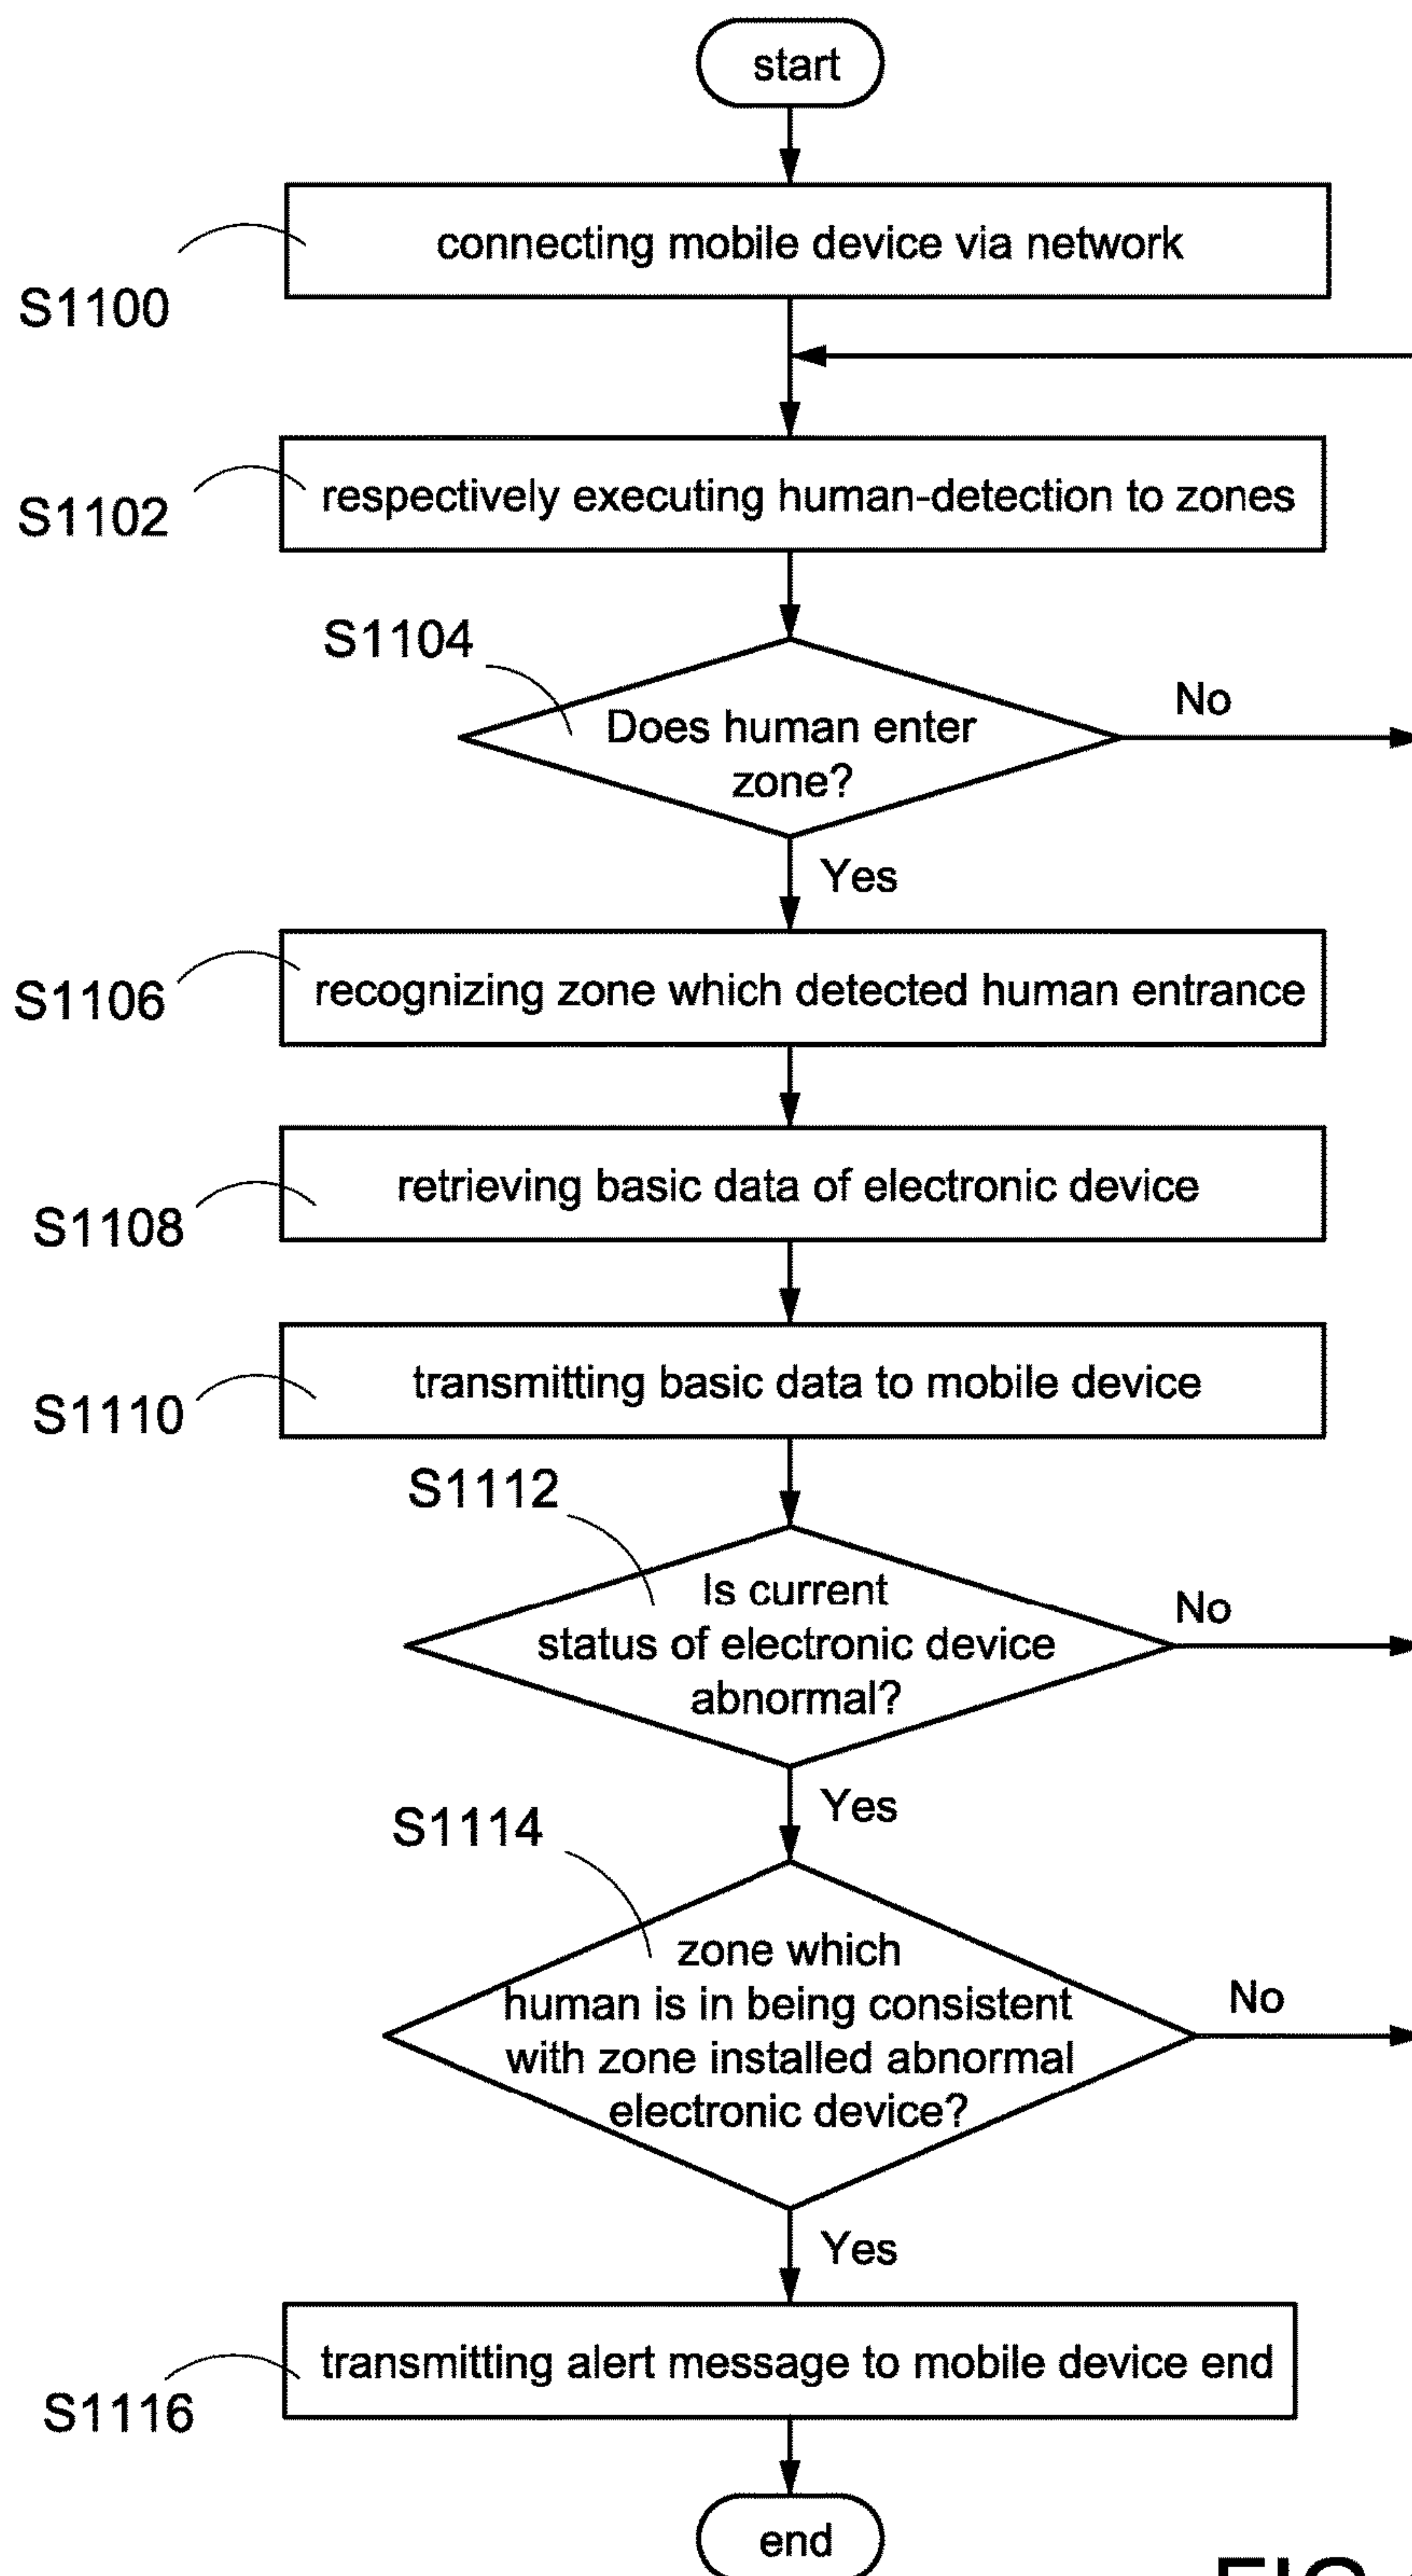 start
connecting mobile device via network
S1100
respectively executing human-detection to zones
S1102
S1104
Does human enter
zone?
No
Yes
recognizing zone which detected human entrance
S1106
retrieving basic data of electronic device
S1108
transmitting basic data to mobile device
S1110
S1112
Is current
status of electronic device
abnormal?
No
Yes
S1114
zone which
human is in being consistent
with zone installed abnormal
electronic device?
No
Yes
transmitting alert message to mobile device end
S1116
end